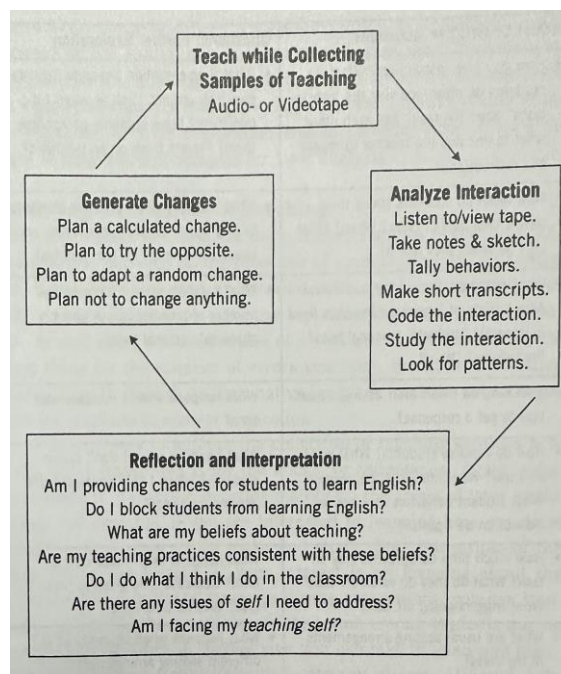 Teach while Collecting
Samples of Teaching
Audio- or Videotape
Analyze Interaction
Listen to/view tape.
Take notes & sketch.
Tally behaviors.
Make short transcripts.
Code the interaction.
Study the interaction.
Look for patterns.
Reflection and Interpretation
Am I providing chances for students to learn English?
Do I block students from learning English?
What are my beliefs about teaching?
Are my teaching practices consistent with these beliefs?
Do I do what I think I do in the classroom?
Are there any issues of self I need to address?
Am I facing my teaching self?
Generate Changes
Plan a calculated change.
Plan to try the opposite.
Plan to adapt a random change.
Plan not to change anything.